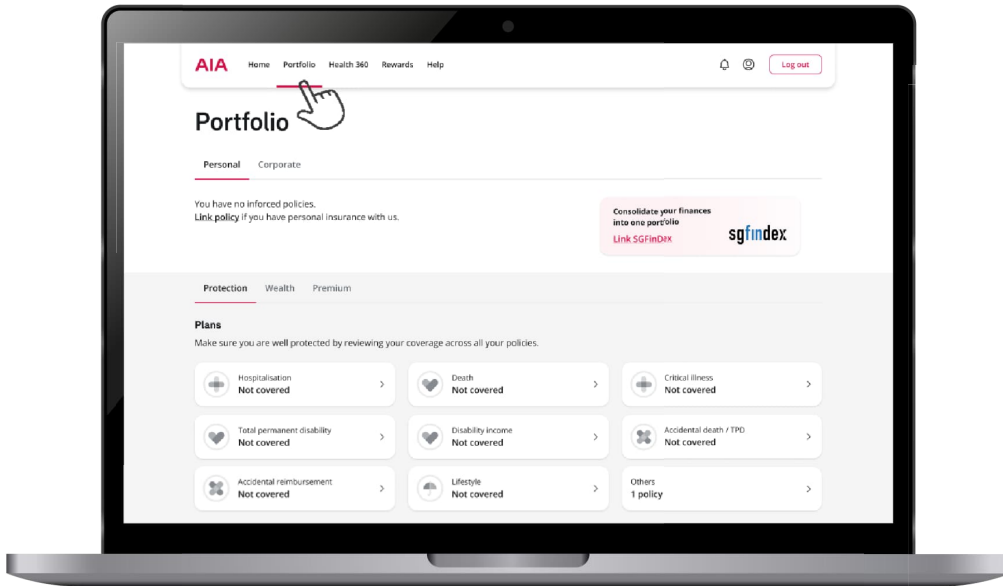 AIA Home Portfolio Health 360 Rewards Help Log out
Portfolio
Personal Corporate
You have no inforced policies.
Link policy if you have personal insurance with us.
Consolidate your finances
into one portfolio
Link SGFinDex
sgfindex
Protection Wealth Premium
Plans
Make sure you are well protected by reviewing your coverage across all your policies.
Hospitalisation
Not covered
Death
Not covered
Critical illness
Not covered
Total permanent disability
Not covered
Disability income
Not covered
Accidental death / TPD
Not covered
Accidental reimbursement
Not covered
Lifestyle
Not covered
Others
1 policy